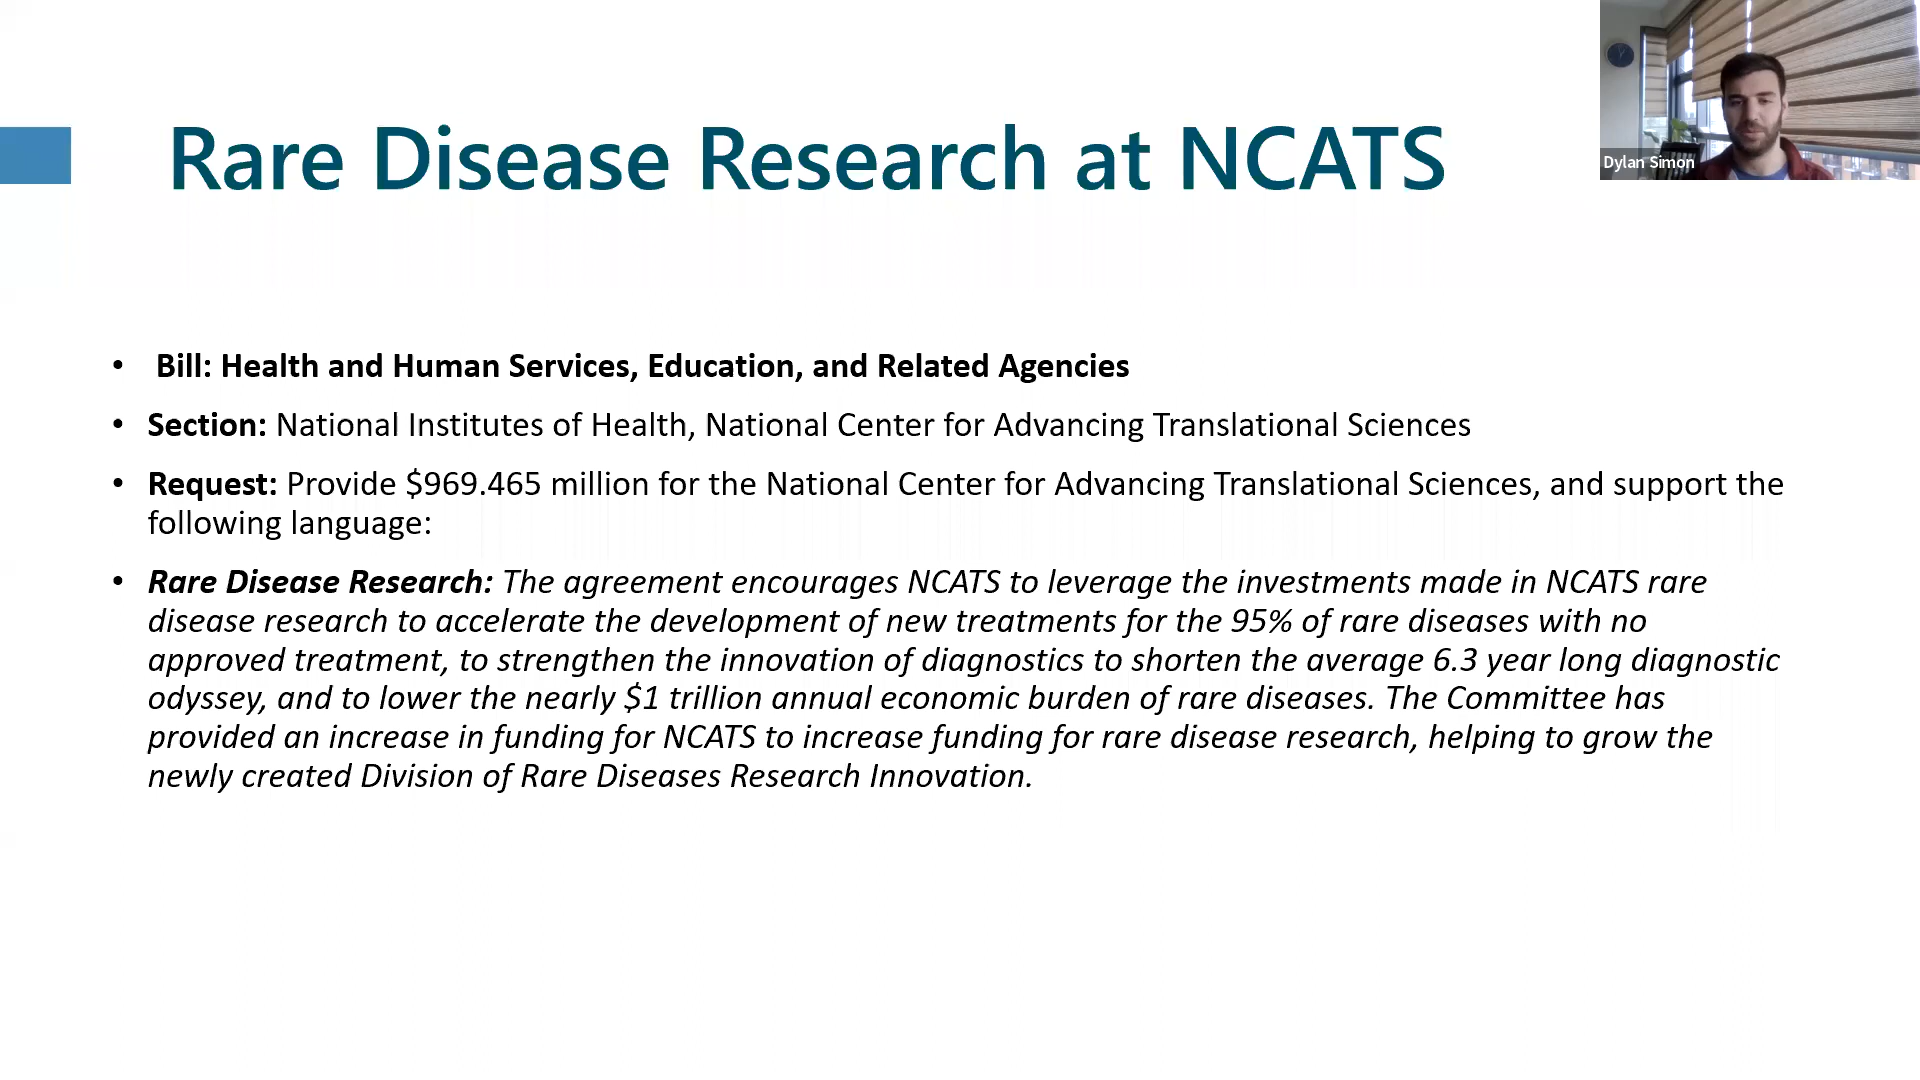 Rare Disease Research at NCATS
Dylan Simon
• Bill: Health and Human Services, Education, and Related Agencies
• Section: National Institutes of Health, National Center for Advancing Translational Sciences
• Request: Provide $969.465 million for the National Center for Advancing Translational Sciences, and support the
following language:
• Rare Disease Research: The agreement encourages NCATS to leverage the investments made in NCATS rare
disease research to accelerate the development of new treatments for the 95% of rare diseases with no
approved treatment, to strengthen the innovation of diagnostics to shorten the average 6.3 year long diagnostic
odyssey, and to lower the nearly $1 trillion annual economic burden of rare diseases. The Committee has
provided an increase in funding for NCATS to increase funding for rare disease research, helping to grow the
newly created Division of Rare Diseases Research Innovation.